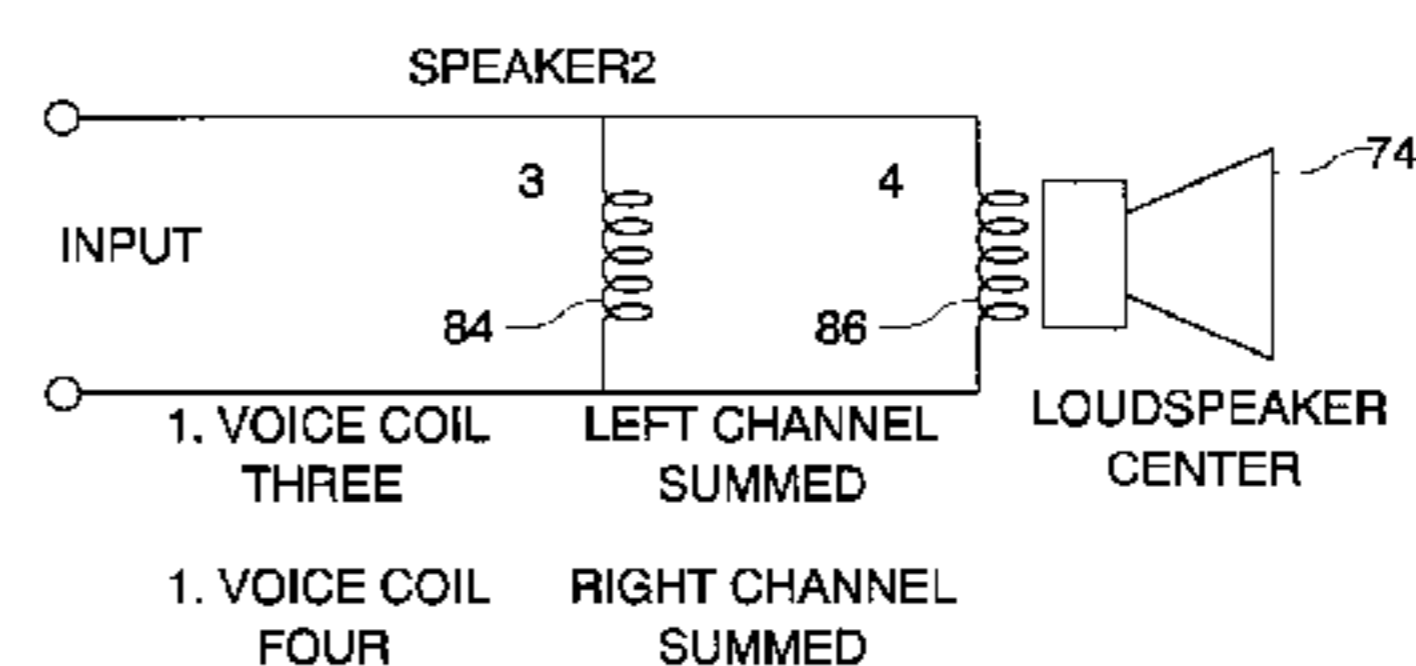 SPEAKER2
3
4
74
INPUT
84
86
LOUDSPEAKER
CENTER
1. VOICE COIL
THREE
LEFT CHANNEL
SUMMED
1. VOICE COIL
FOUR
RIGHT CHANNEL
SUMMED